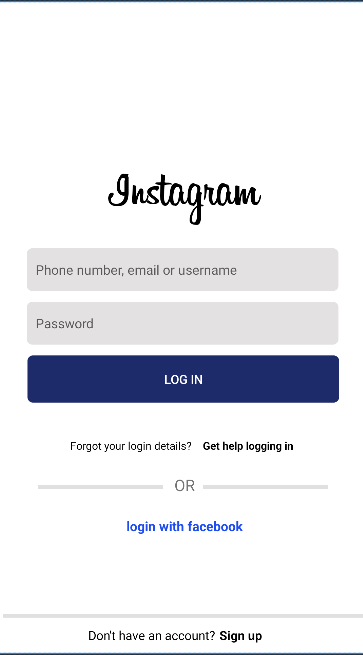 Instagram
Phone number, email or username
Password
LOG IN
Forgot your login details? Get help logging in
OR
login with facebook
Don't have an account? Sign up